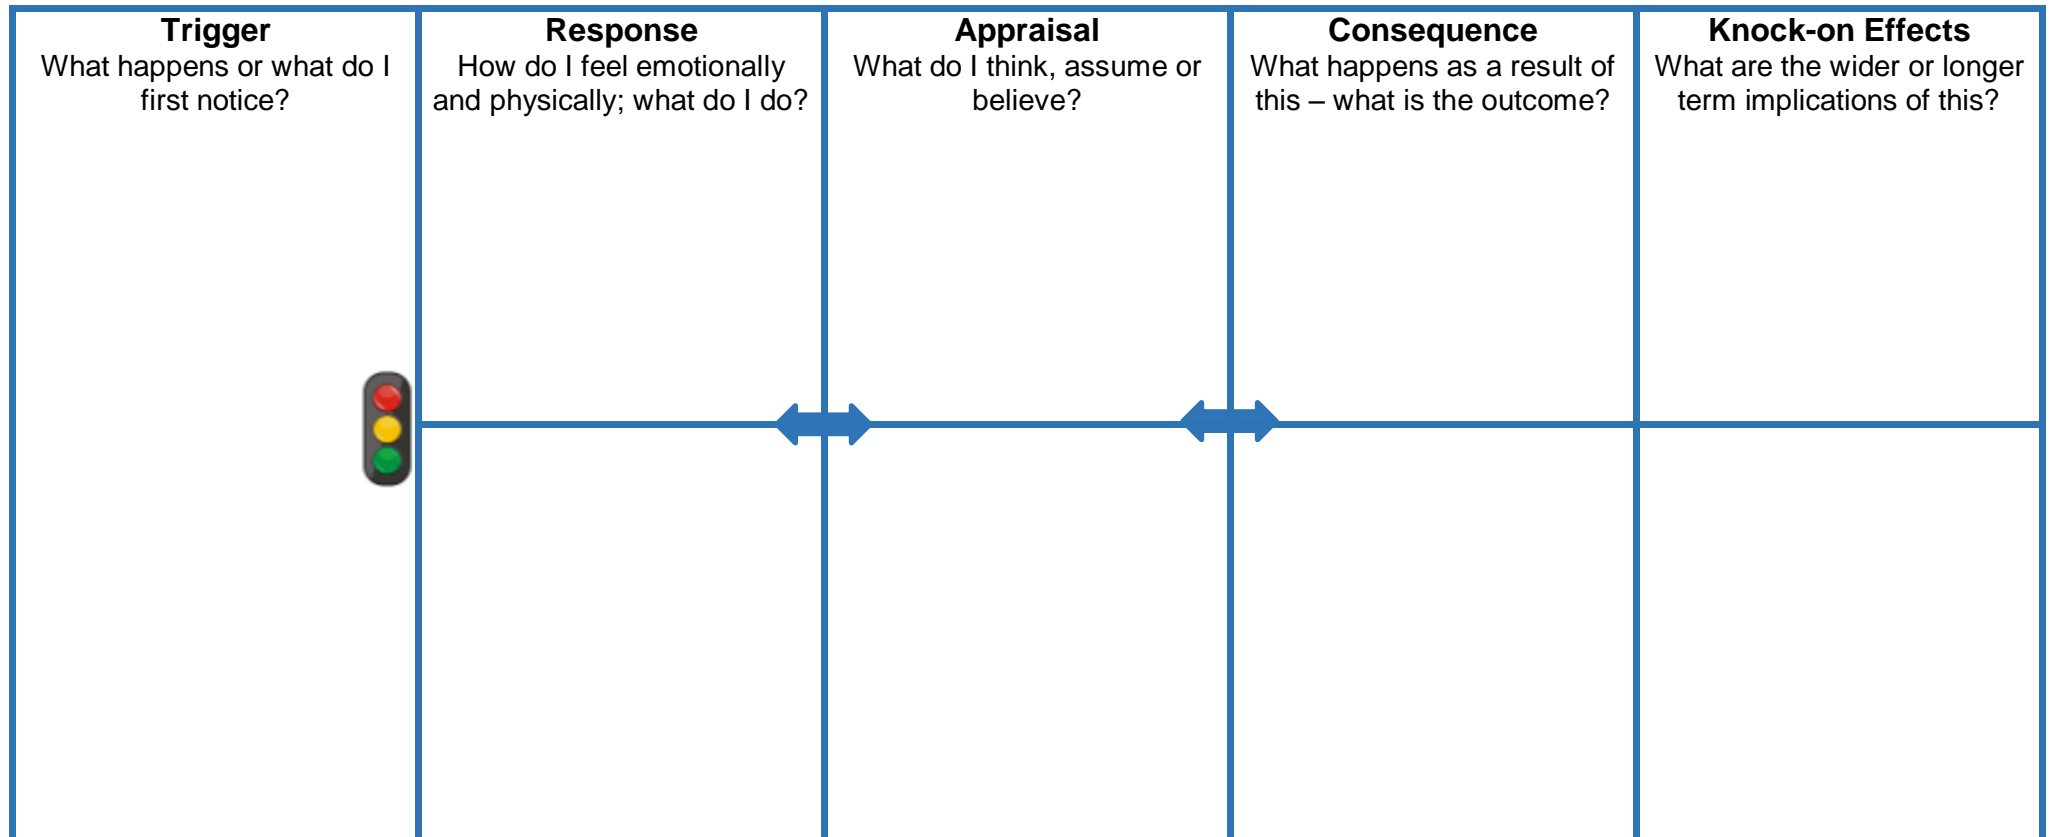 Trigger
What happens or what do I
first notice?
Response
How do I feel emotionally
and physically; what do I do?
Appraisal
What do I think, assume or
believe?
Consequence
What happens as a result of
this – what is the outcome?
Knock-on Effects
What are the wider or longer
term implications of this?